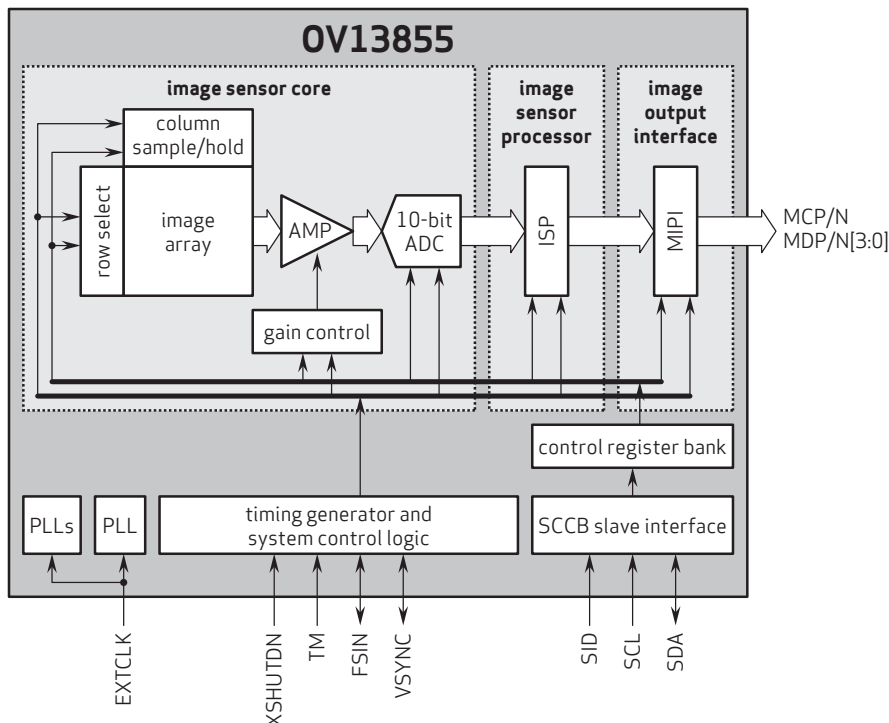 OV13855
image sensor core
image
sensor
processor
image
output
interface
column
sample/hold
row select
image
array
AMP
10-bit
ADC
ISP
MIPI
MCP/N
MDP/N[3:0]
gain control
control register bank
PLLs
PLL
timing generator and
system control logic
SCCB slave interface
EXTCLK
XSHUTDN
TM
FSIN
VSYNC
SID
SCL
SDA